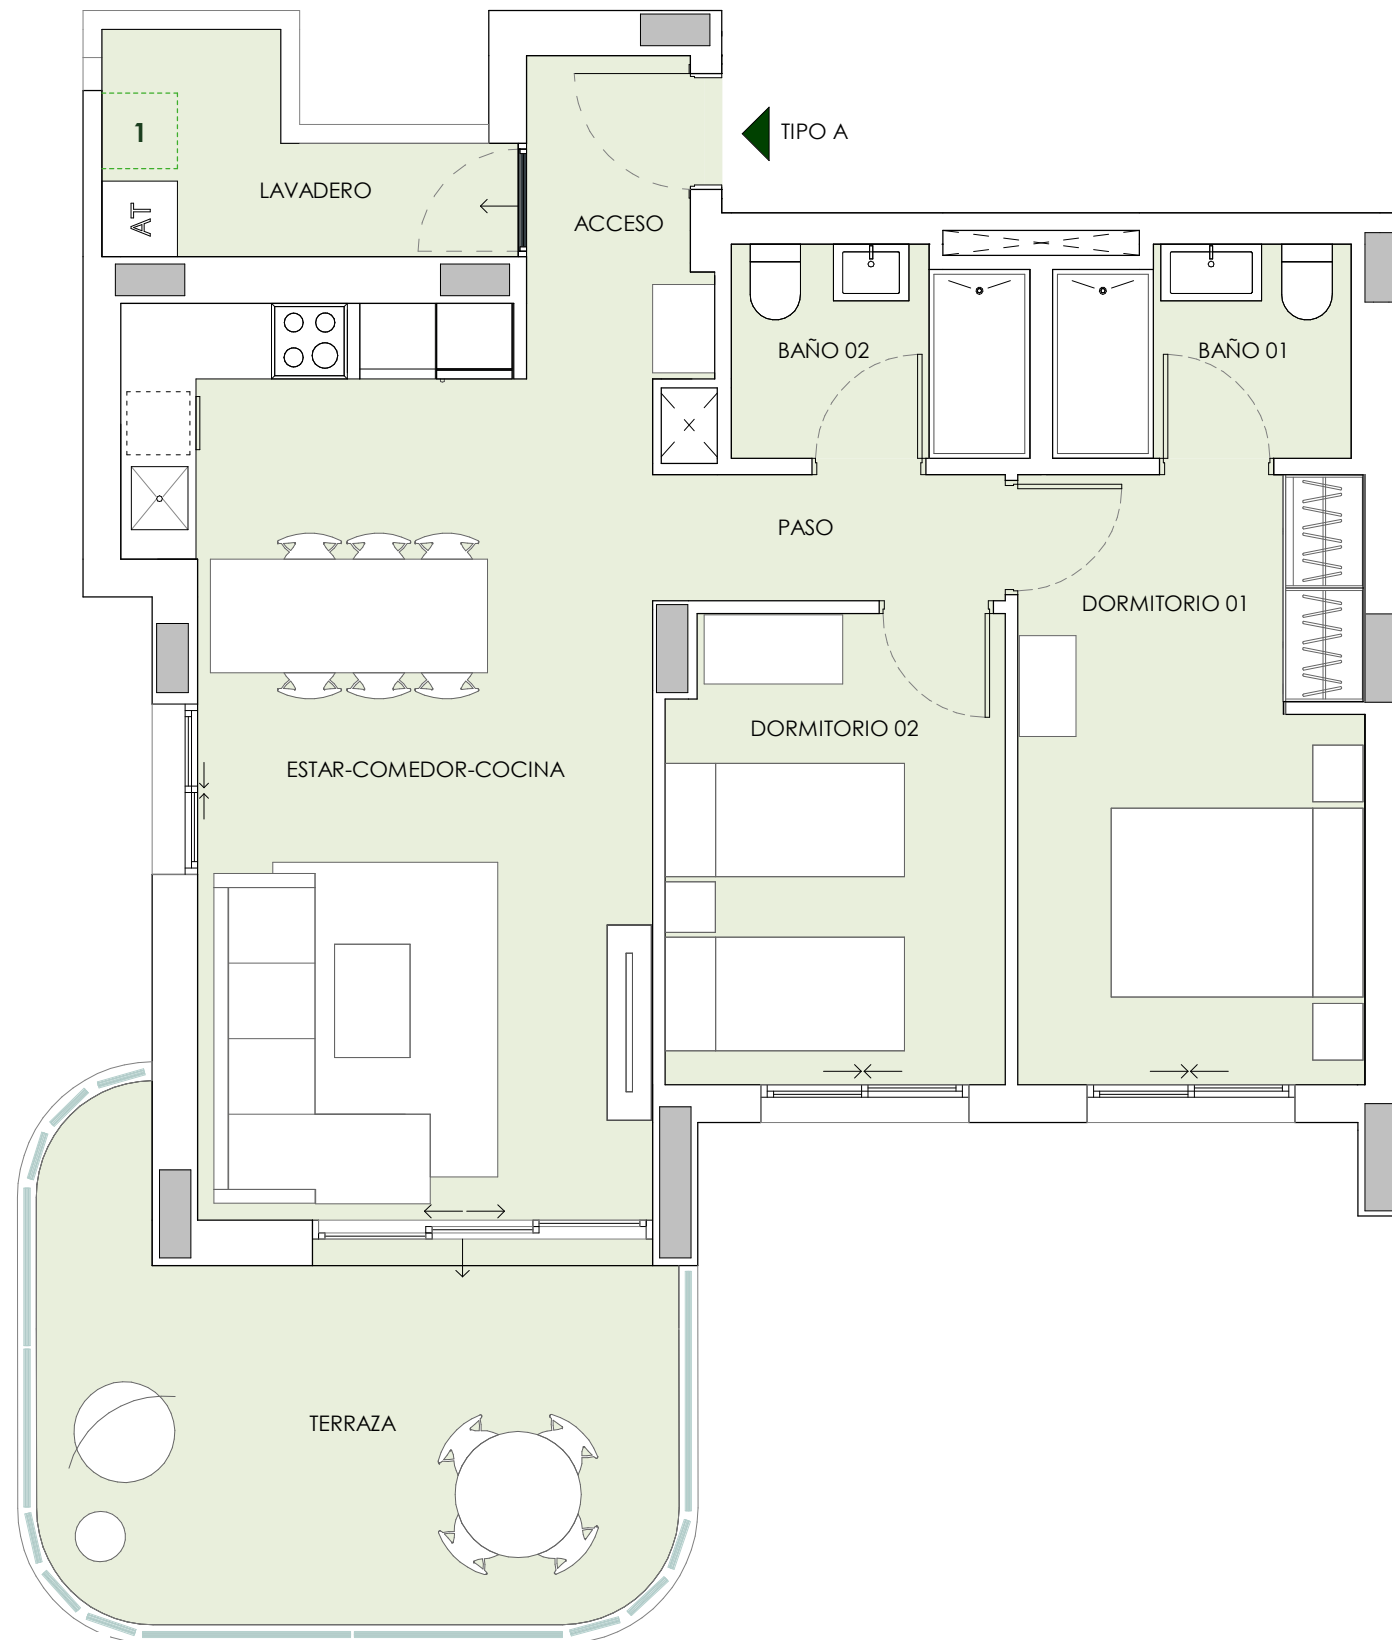 TIPO A
1
LAVADERO
AT
ACCESO
BAÑO 02
BAÑO 01
PASO
DORMITORIO 01
DORMITORIO 02
ESTAR-COMEDOR-COCINA
TERRAZA